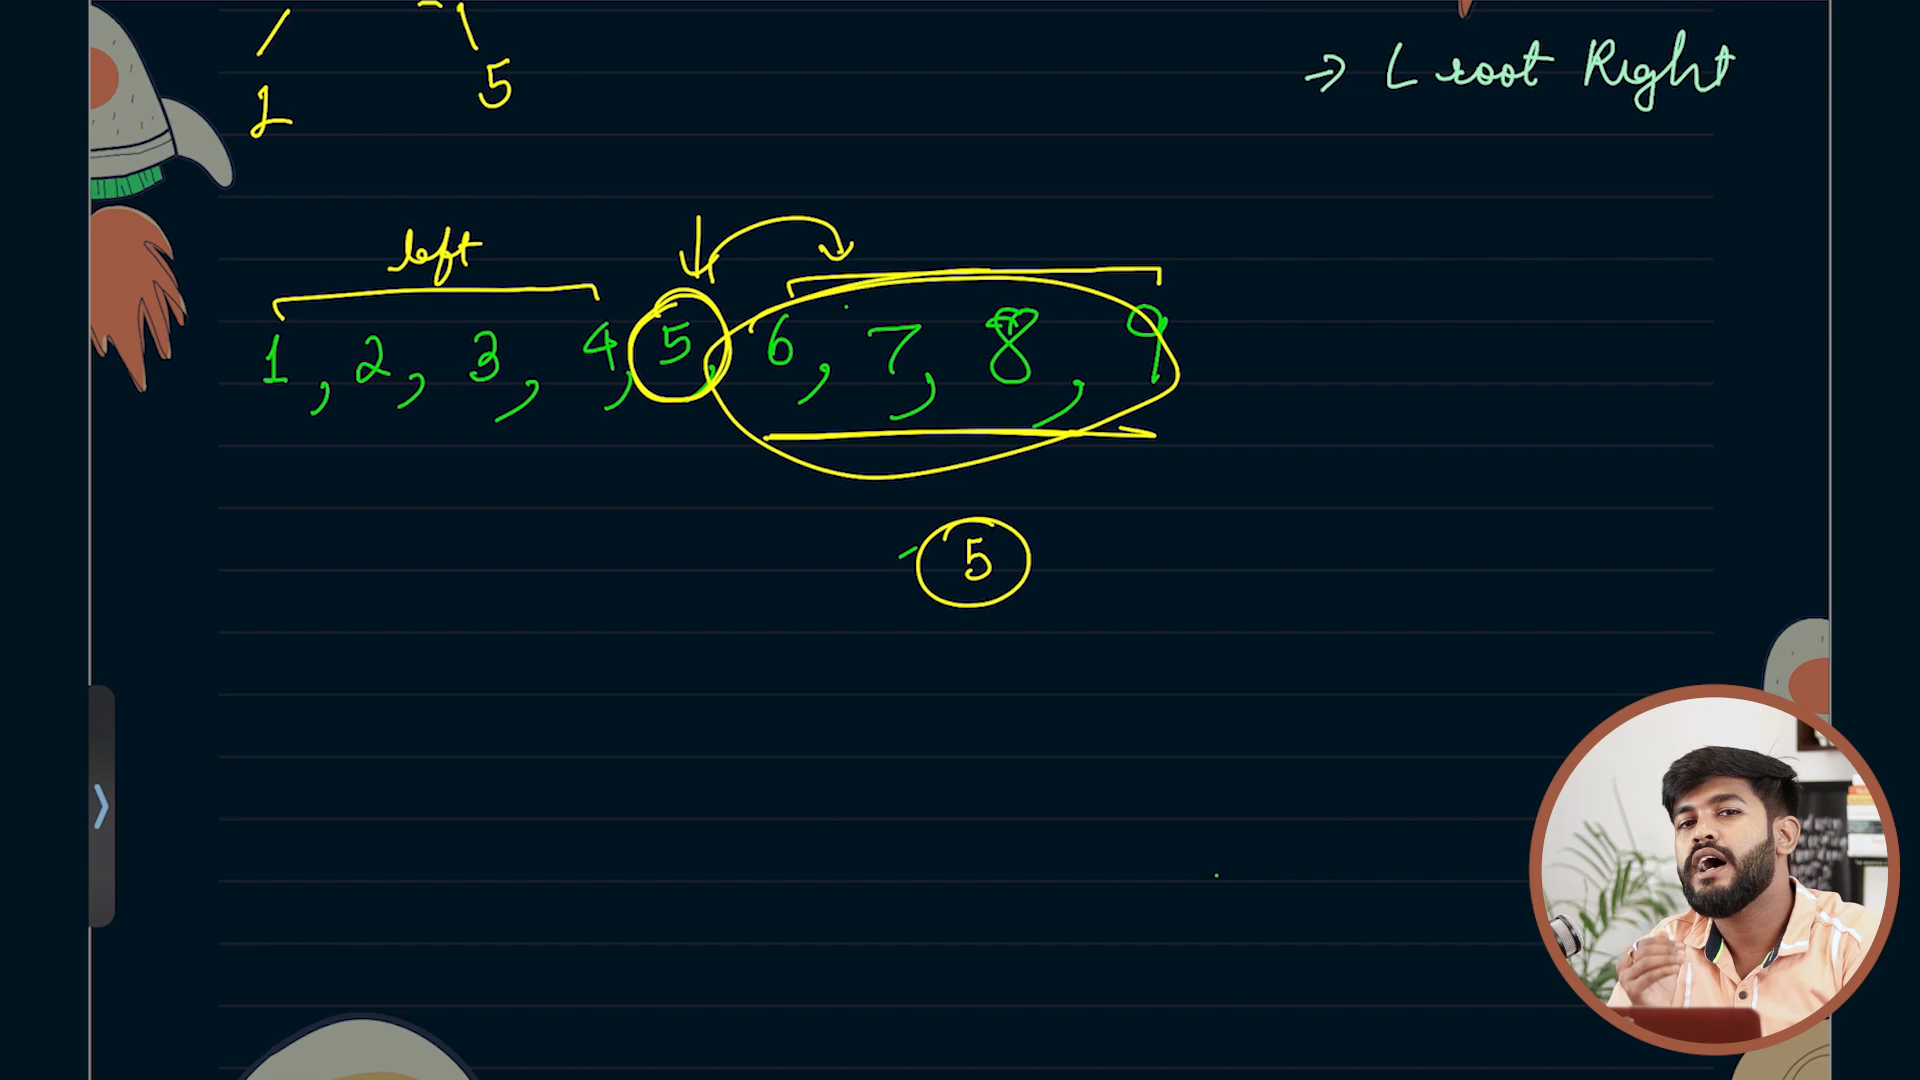 1 5
→ L root Right
left
1, 2, 3, 4, 5, 6, 7, 8, 9
5